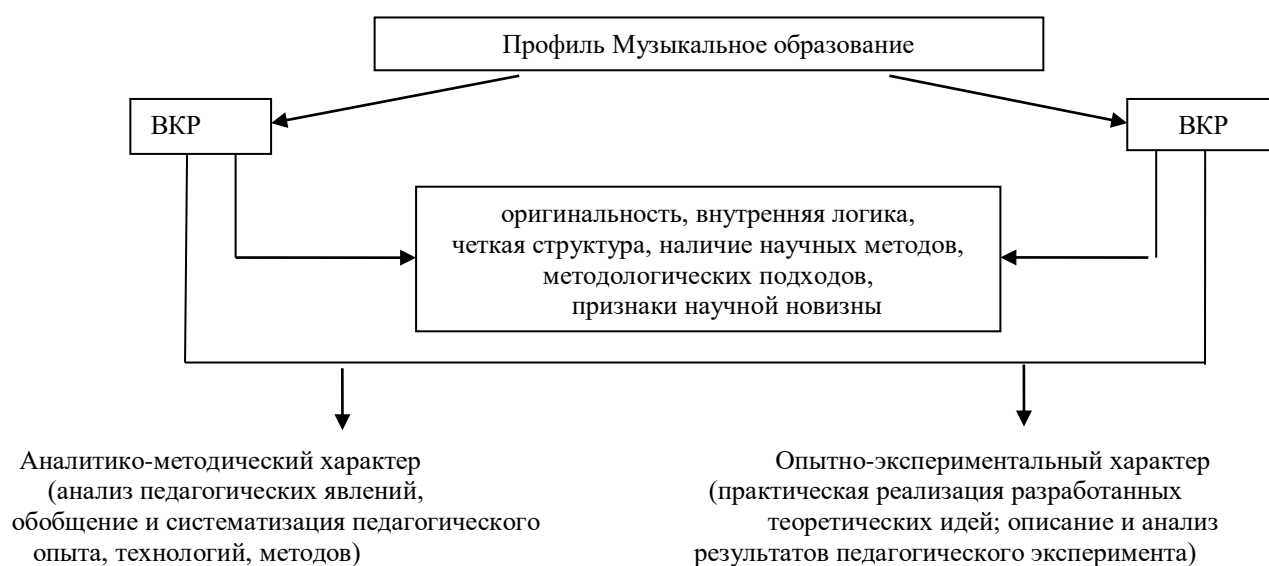 Профиль Музыкальное образование
ВКР
ВКР
оригинальность, внутренняя логика,
четкая структура, наличие научных методов,
методологических подходов,
признаки научной новизны
Аналитико-методический характер
(анализ педагогических явлений,
обобщение и систематизация педагогического
опыта, технологий, методов)
Опытно-экспериментальный характер
(практическая реализация разработанных
теоретических идей; описание и анализ
результатов педагогического эксперимента)